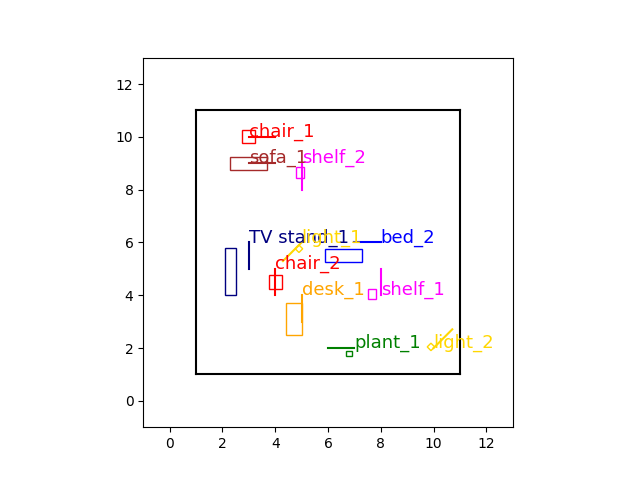 12
10
8
6
4
2
0
chair_1
sofa_1
shelf_2
TV stand_1
light_1
bed_2
chair_2
desk_1
shelf_1
plant_1
light_2
0 2 4 6 8 10 12